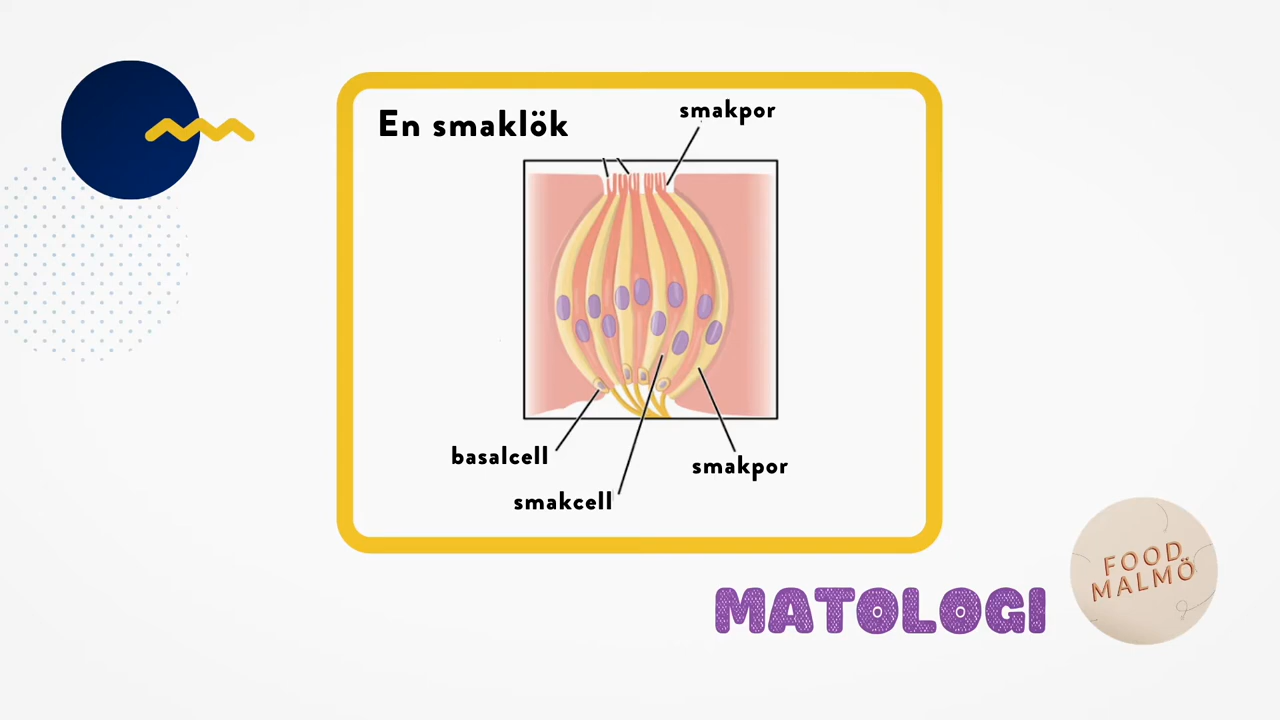 En smaklök
smakpor
basalcell
smakpor
smakcell
MATOLOGI
FOOD
MALMÖ